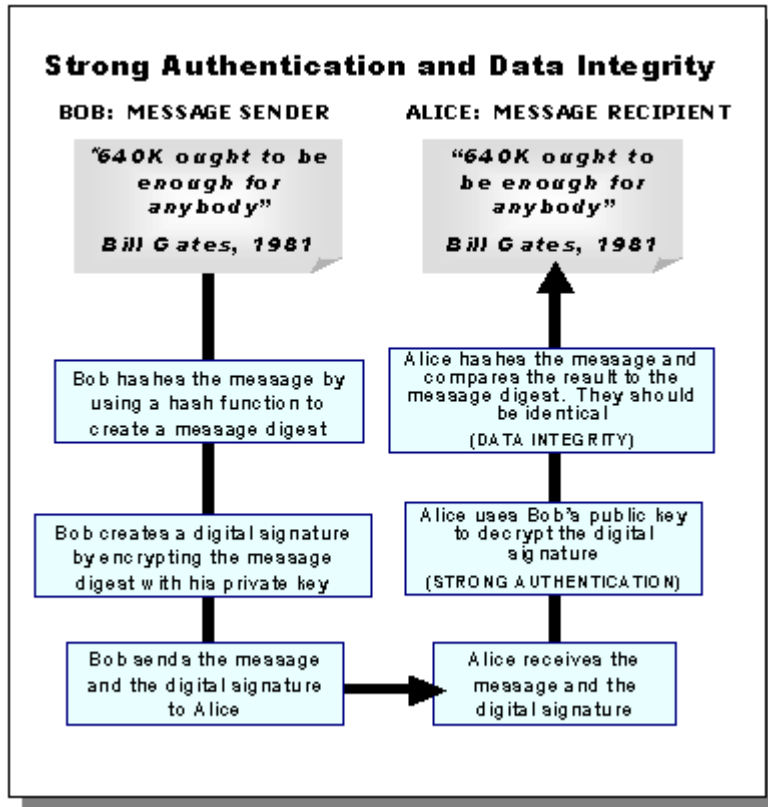 Strong Authentication and Data Integrity
BOB: MESSAGE SENDER
"640K ought to be
enough for
anybody"
Bill Gates, 1981
Bob hashes the message by
using a hash function to
create a message digest
Bob creates a digital signature
by encrypting the message
digest with his private key
Bob sends the message
and the digital signature
to Alice
ALICE: MESSAGE RECIPIENT
“640K ought to
be enough for
anybody”
Bill Gates, 1981
Alice hashes the message and
compares the result to the
message digest. They should
be identical
(DATA INTEGRITY)
Alice uses Bob's public key
to decrypt the digital
signature
(STRONG AUTHENTICATION)
Alice receives the
message and the
digital signature